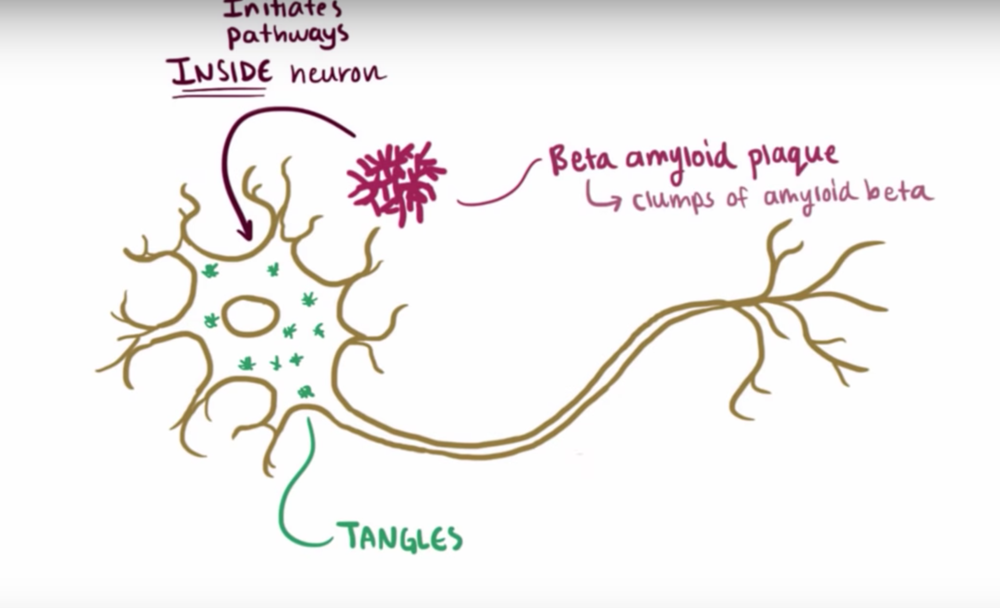 Initiates
pathways
INSIDE neuron
Beta amyloid plaque
clumps of amyloid beta
TANGLES